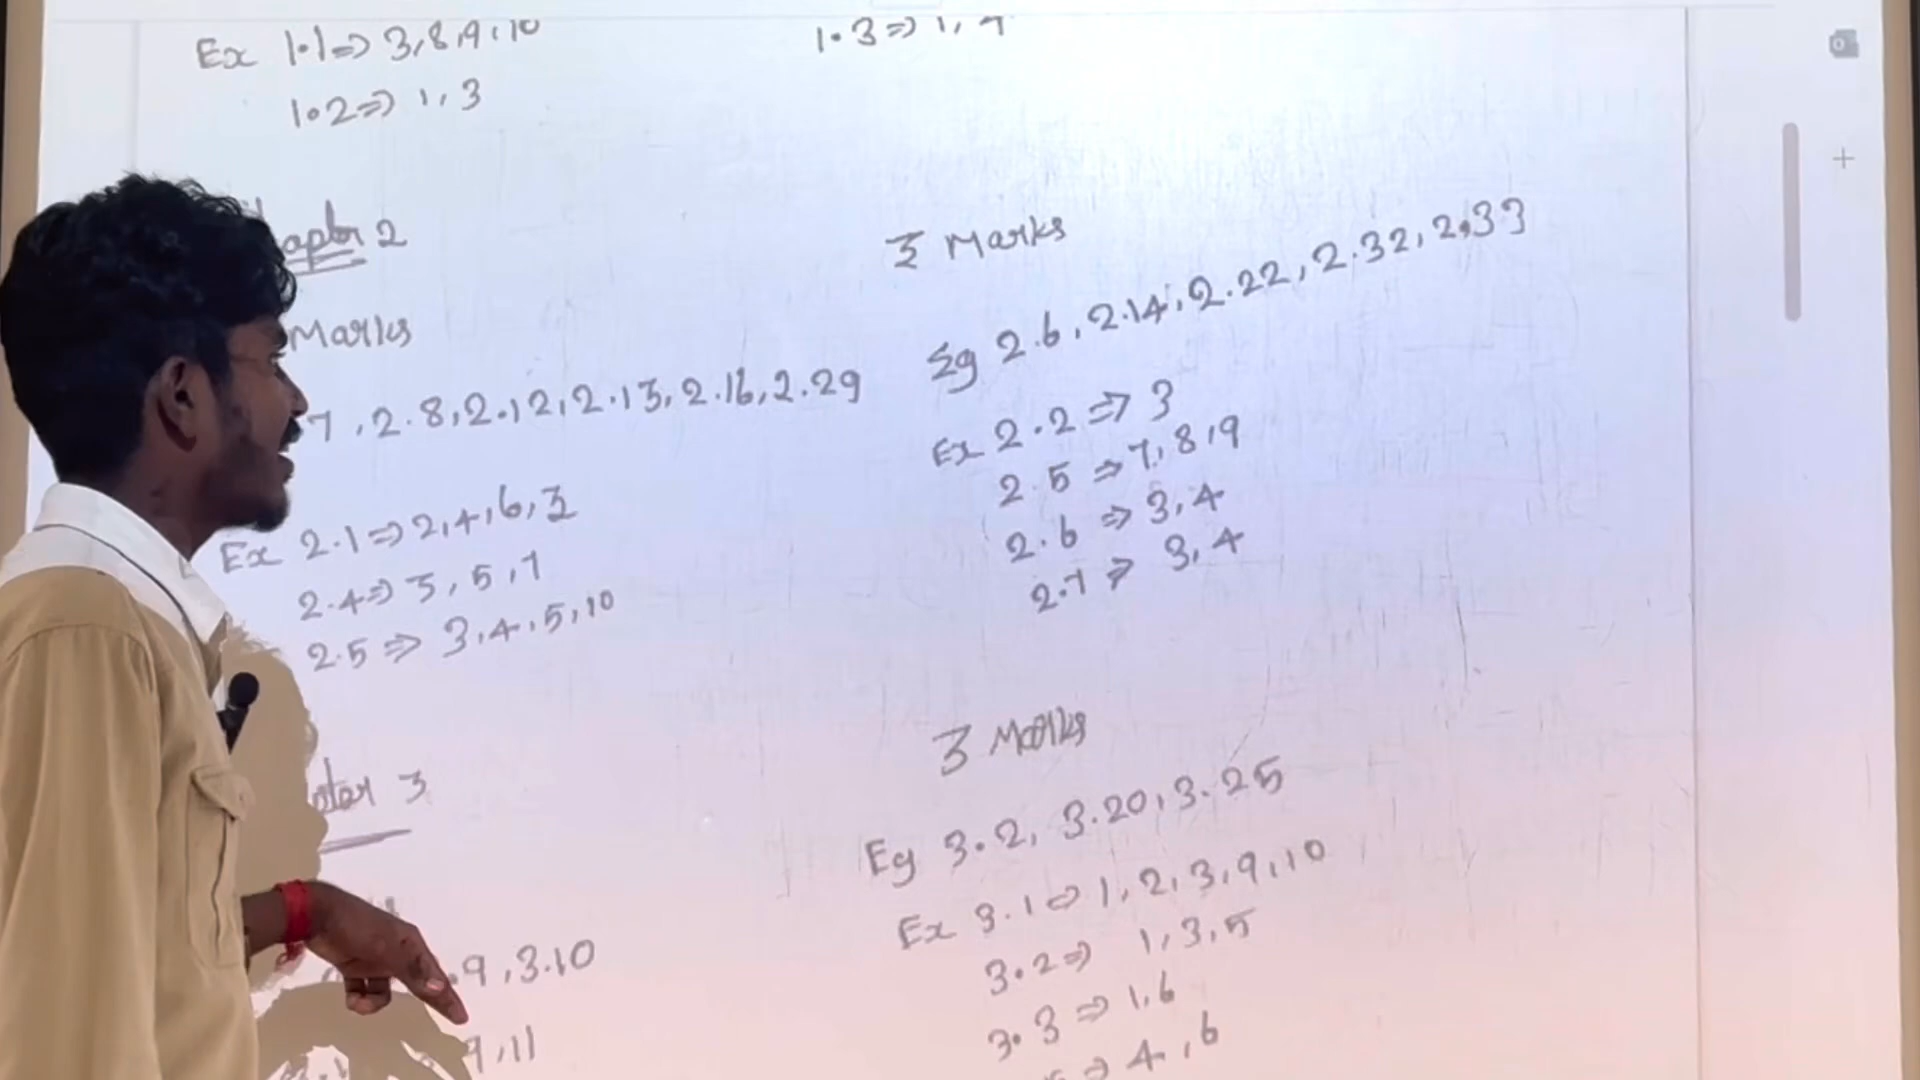 Ex 1.1 => 3,8,9,10
1.2 => 1,3
1.3 => 1,
2
Marks
7, 2.8, 2.12, 2.13, 2.16, 2.29
Ex 2.1 => 2,4,6,3
2.4 => 3,5,7
2.5 => 3,4,5,10
3 Marks
Eg 2.6, 2.14, 2.22, 2.32, 2.33
Ex 2.2 => 3
2.5 => 7,8,9
2.6 => 3,4
2.7 => 3,4
3
9, 3.10
9,11
3 Marks
Eg 3.2, 3.20, 3.25
Ex 3.1 => 1,2,3,9,10
3.2 => 1,3,5
3.3 => 1,6
=> 4,6